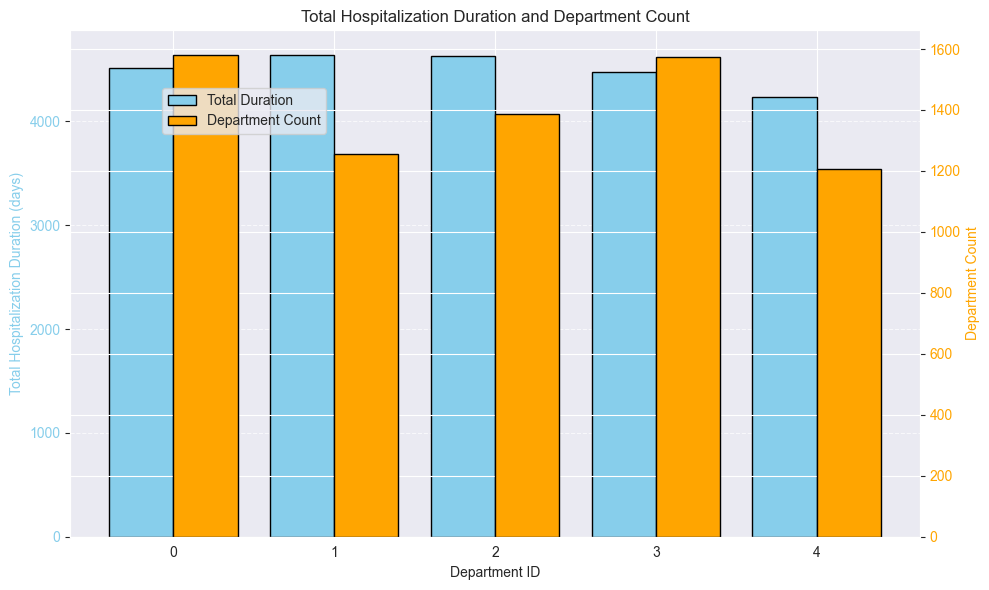 Total Hospitalization Duration and Department Count
Total Duration
Department Count
Total Hospitalization Duration (days)
4000
3000
2000
1000
0
1600
1400
1200
1000
800
600
400
200
0
Department Count
0 1 2 3 4
Department ID